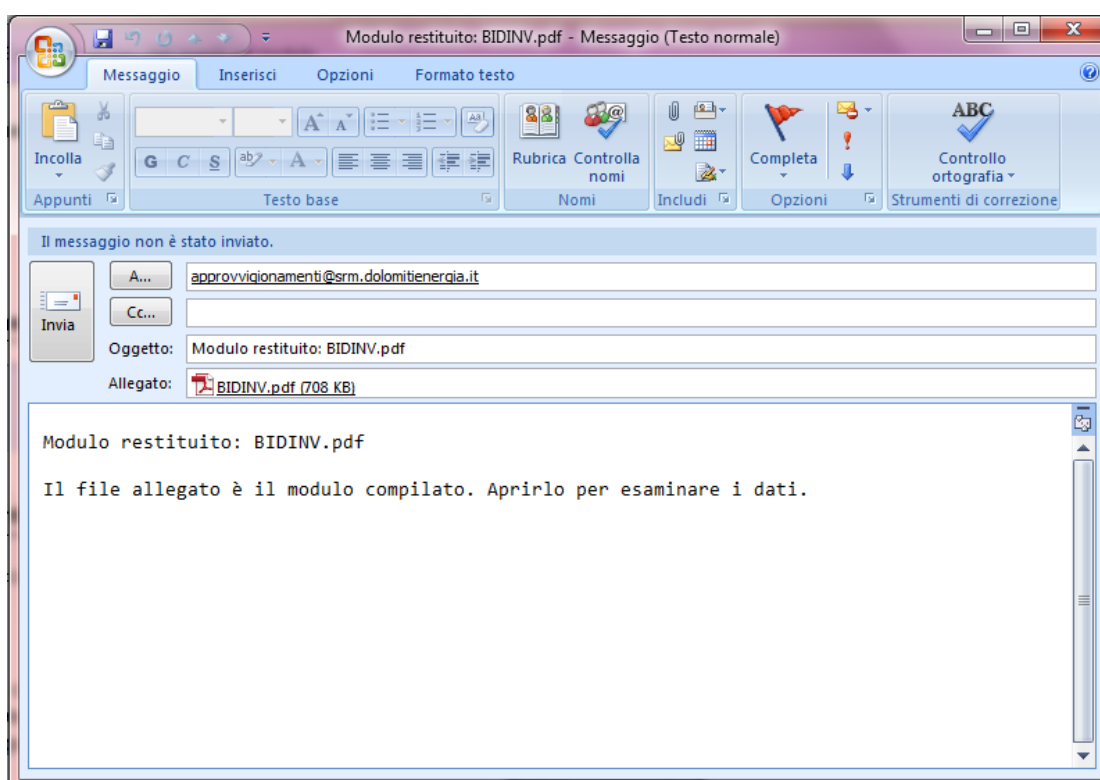 Modulo restituito: BIDINV.pdf - Messaggio (Testo normale)
Messaggio Inserisci Opzioni Formato testo
Incolla
G C S
A A
ab A
Rubrica
Controlla
nomi
Completa
ABC
Controllo
ortografia
Appunti Testo base Nomi Includi Opzioni Strumenti di correzione
Il messaggio non è stato inviato.
Invia
A... approvvigionamenti@srm.dolomitienergia.it
Cc...
Oggetto: Modulo restituito: BIDINV.pdf
Allegato: BIDINV.pdf (708 KB)
Modulo restituito: BIDINV.pdf
Il file allegato è il modulo compilato. Aprirlo per esaminare i dati.